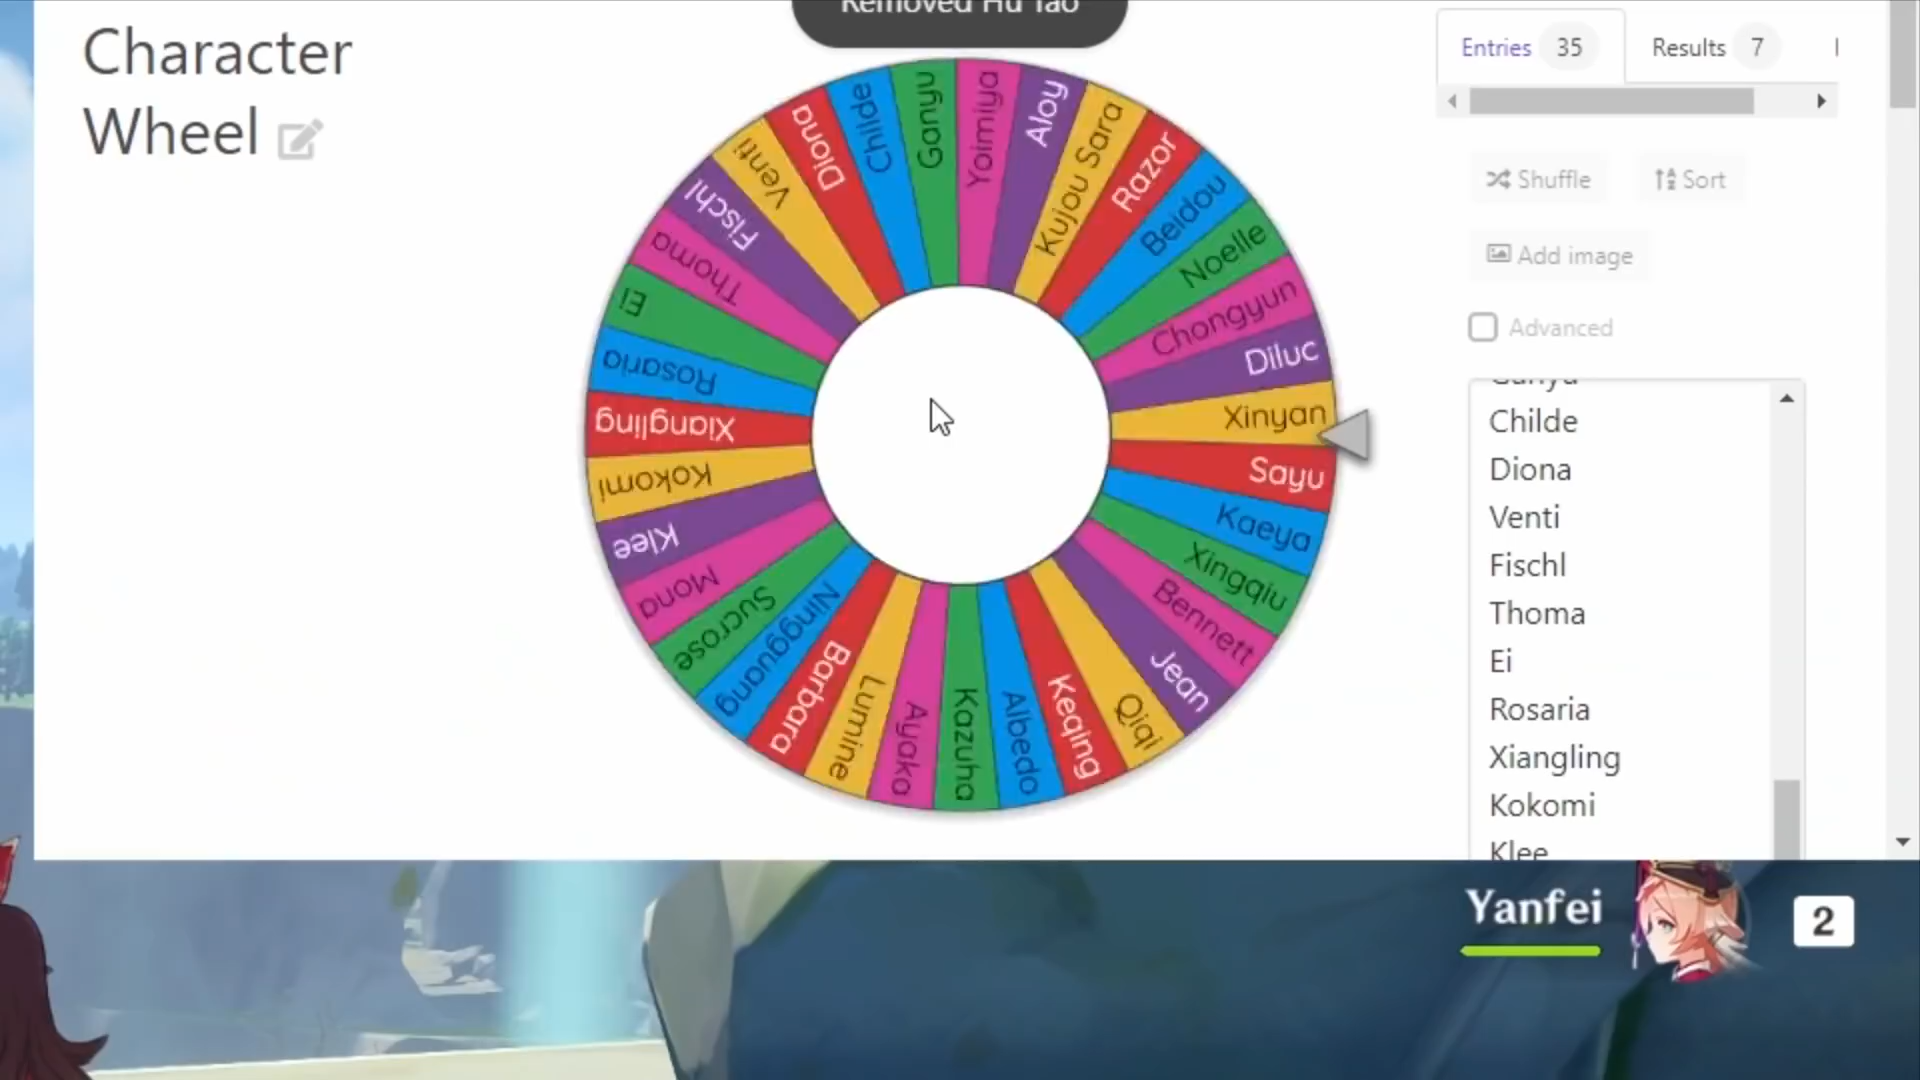 Removed Hu Tao
Character
Wheel
Entries 35
Results 7
Shuffle
Sort
Add image
Advanced
Ganyu
Yoimiya
Aloy
Kujou Sara
Razor
Beidou
Noelle
Chongyun
Diluc
Xinyan
Sayu
Kaeya
Xingqiu
Bennett
Jean
Qiqi
Keqing
Albedo
Kazuha
Ayako
Lumine
Barbara
Ningguang
Sucrose
Mona
Klee
Kokomi
Xiangling
Rosaria
Ei
Thoma
Fischl
Venti
Diona
Childe
Ganyu
Childe
Diona
Venti
Fischl
Thoma
Ei
Rosaria
Xiangling
Kokomi
Klee
Yanfei
2